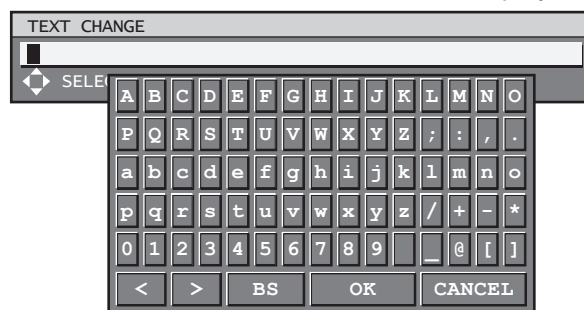 TEXT CHANGE
SELEC
A B C D E F G H I J K L M N O
P Q R S T U V W X Y Z ; : , .
a b c d e f g h i j k l m n o
p q r s t u v w x y z / + - *
0 1 2 3 4 5 6 7 8 9 _ @ [ ]
< > BS OK CANCEL